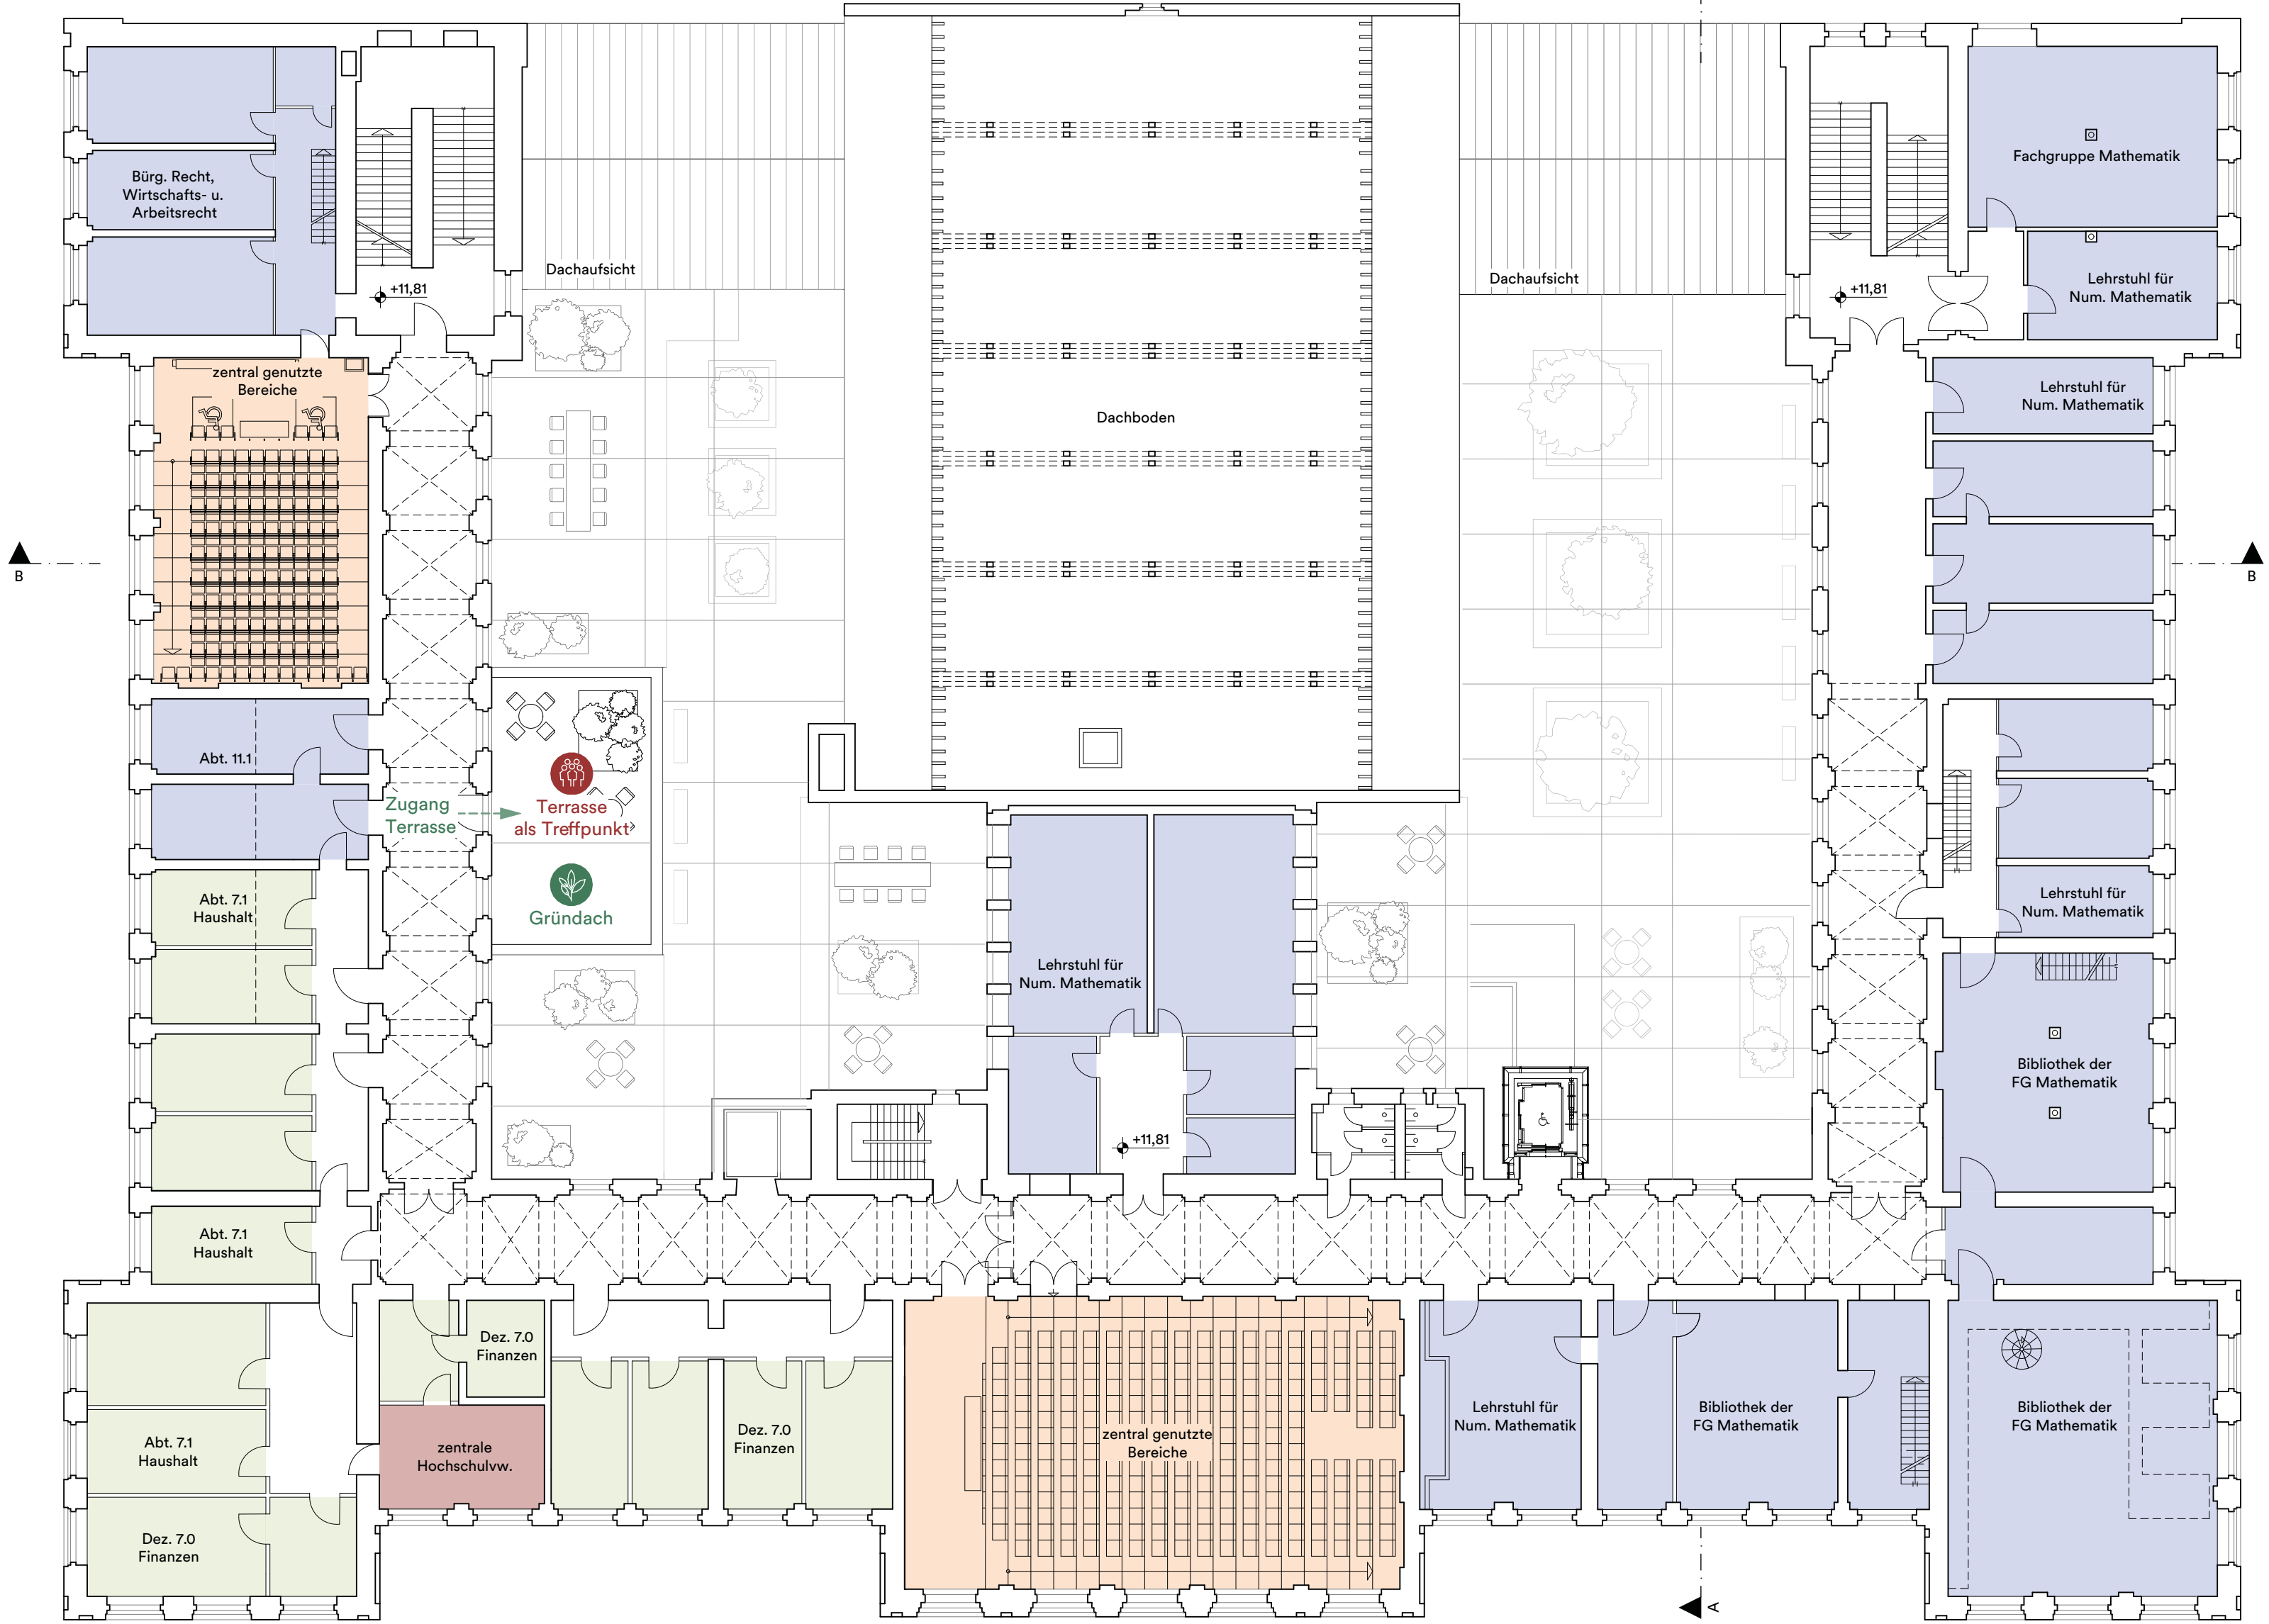 Bürg. Recht,
Wirtschafts- u.
Arbeitsrecht
Fachgruppe Mathematik
Dachaufsicht
+11,81
Dachaufsicht
+11,81
Lehrstuhl für
Num. Mathematik
zentral genutzte
Bereiche
Dachboden
Lehrstuhl für
Num. Mathematik
B
B
Abt. 11.1
Zugang
Terrasse
Terrasse
als Treffpunkt
Gründach
Abt. 7.1
Haushalt
Lehrstuhl für
Num. Mathematik
Lehrstuhl für
Num. Mathematik
Bibliothek der
FG Mathematik
+11,81
Abt. 7.1
Haushalt
Dez. 7.0
Finanzen
Abt. 7.1
Haushalt
zentrale
Hochschulvw.
Dez. 7.0
Finanzen
zentral genutzte
Bereiche
Lehrstuhl für
Num. Mathematik
Bibliothek der
FG Mathematik
Bibliothek der
FG Mathematik
Dez. 7.0
Finanzen
A